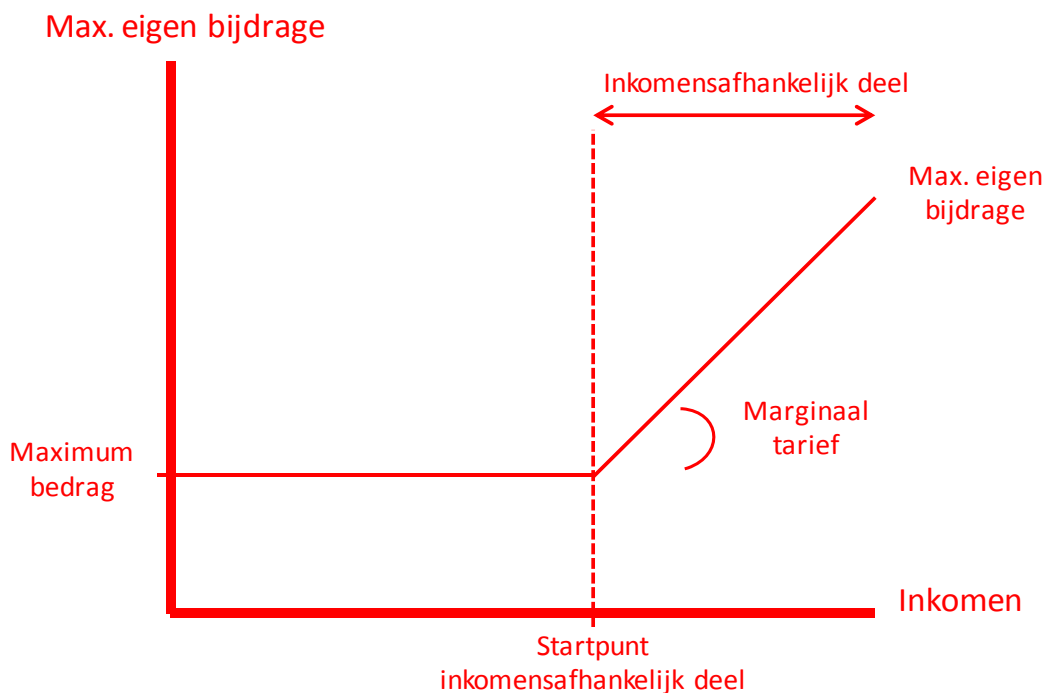 Max. eigen bijdrage
Inkomensafhankelijk deel
Max. eigen
bijdrage
Marginaal
tarief
Maximum
bedrag
Inkomen
Startpunt
inkomensafhankelijk deel